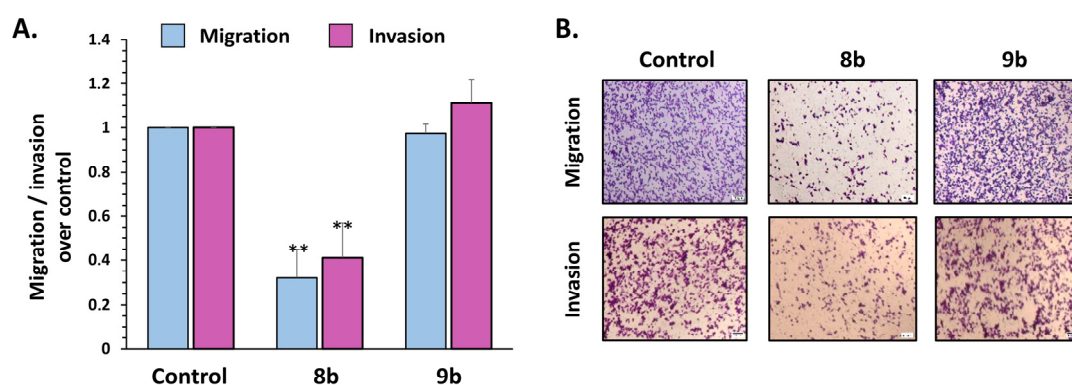 A.
Migration
Invasion
Migration / invasion
over control
1.4
1.2
1
0.8
0.6
0.4
0.2
0
**
**
Control
8b
9b
B.
Control
8b
9b
Migration
Invasion